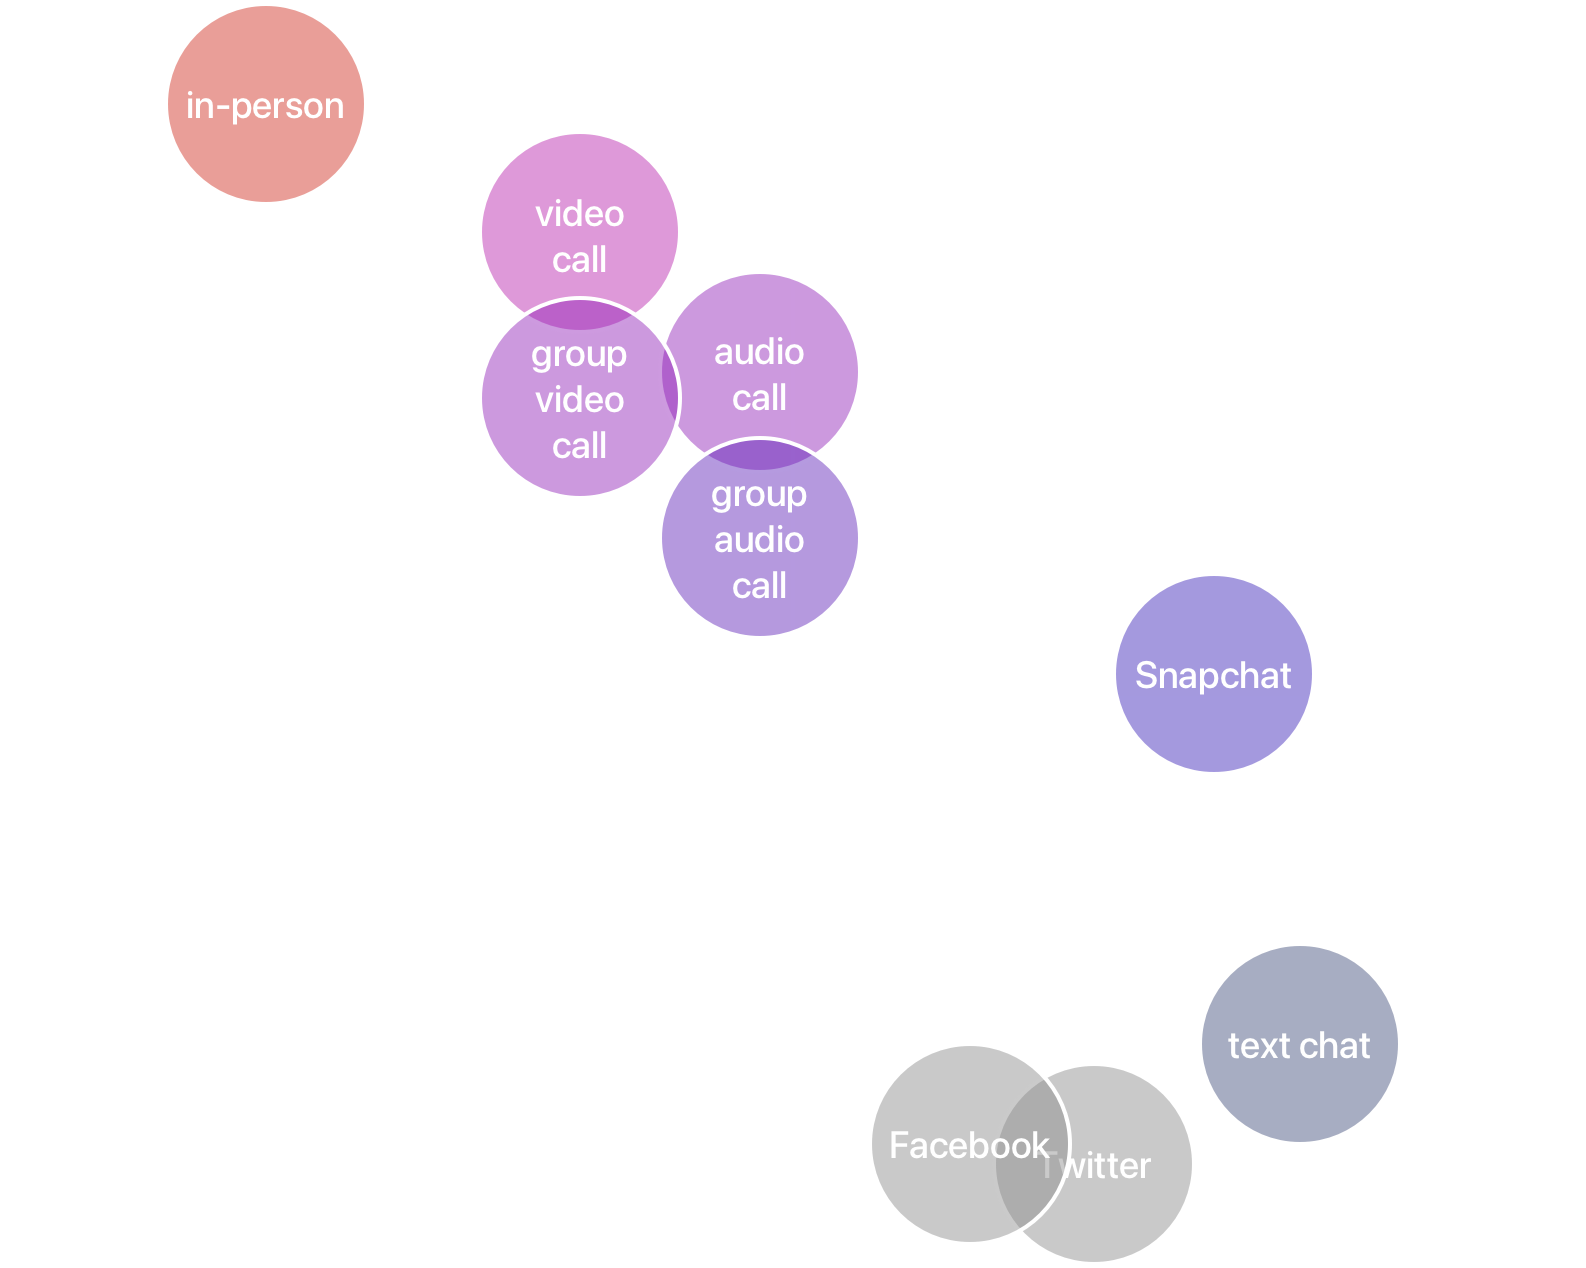 in-person
video
call
group
video
call
audio
call
group
audio
call
Snapchat
text chat
Facebook
Twitter